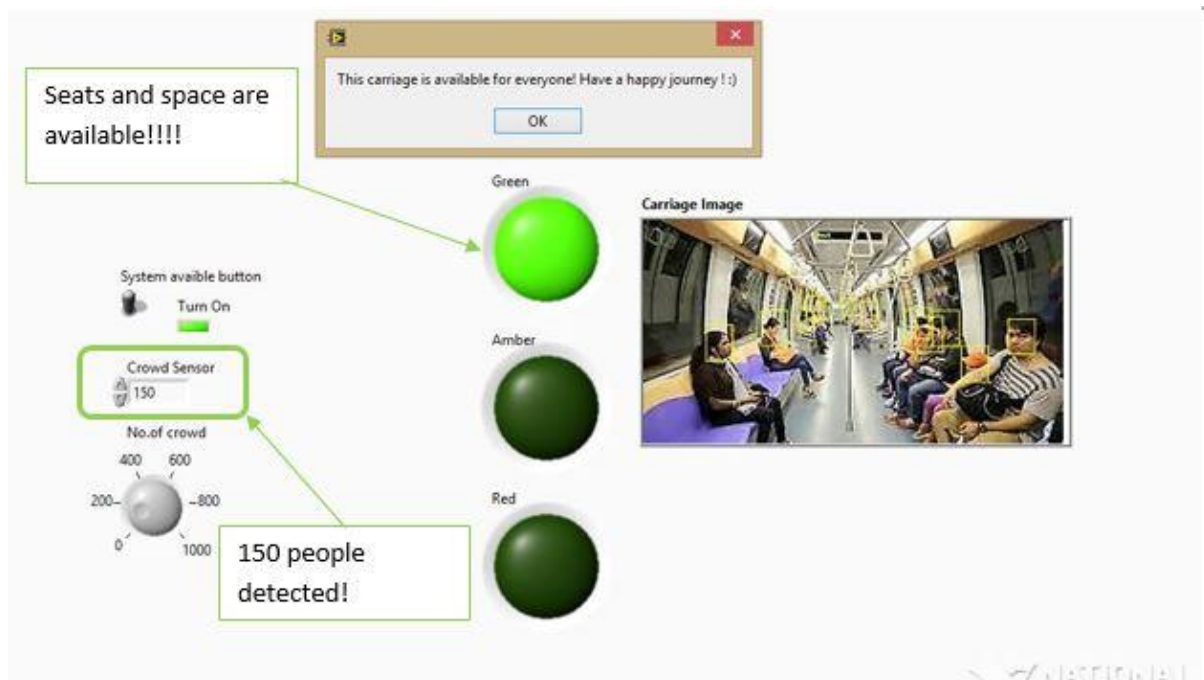 This carriage is available for everyone! Have a happy journey ! :)
OK
Seats and space are
available!!!!
Green
Carriage Image
System avaible button
Turn On
Amber
Crowd Sensor
150
No.of crowd
400 600
200 800
0 1000
Red
150 people
detected!
NATIONAL